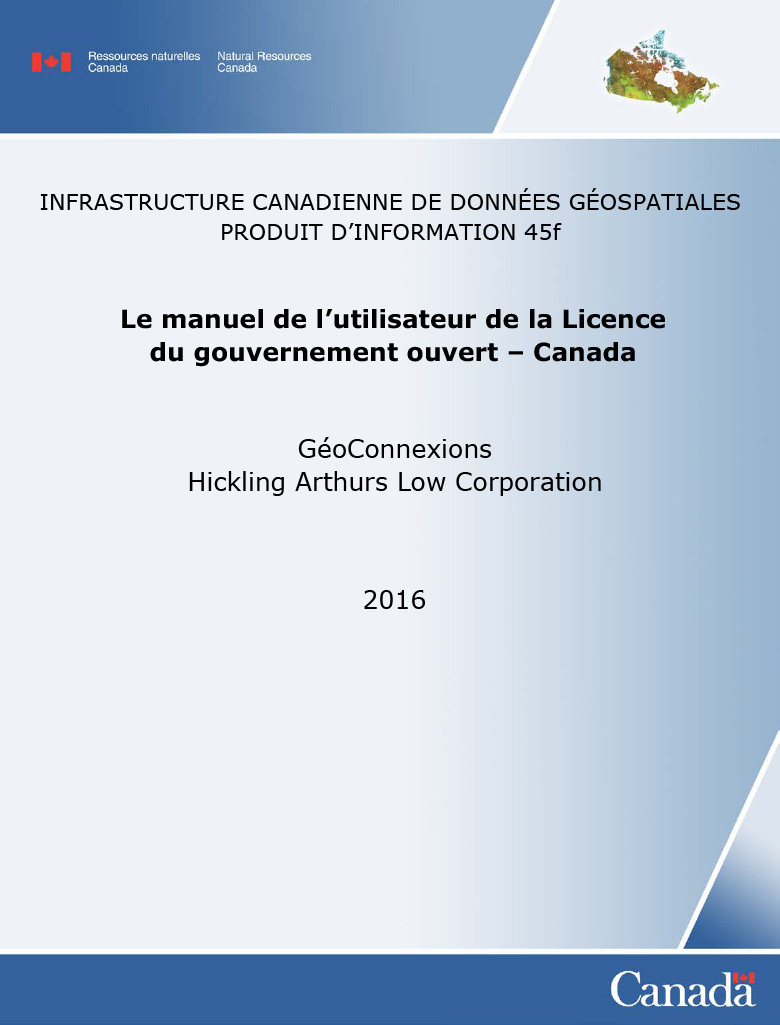 Ressources naturelles
Canada
Natural Resources
Canada
INFRASTRUCTURE CANADIENNE DE DONNÉES GÉOSPATIALES
PRODUIT D’INFORMATION 45f
Le manuel de l’utilisateur de la Licence
du gouvernement ouvert – Canada
GéoConnexions
Hickling Arthurs Low Corporation
2016
Canada